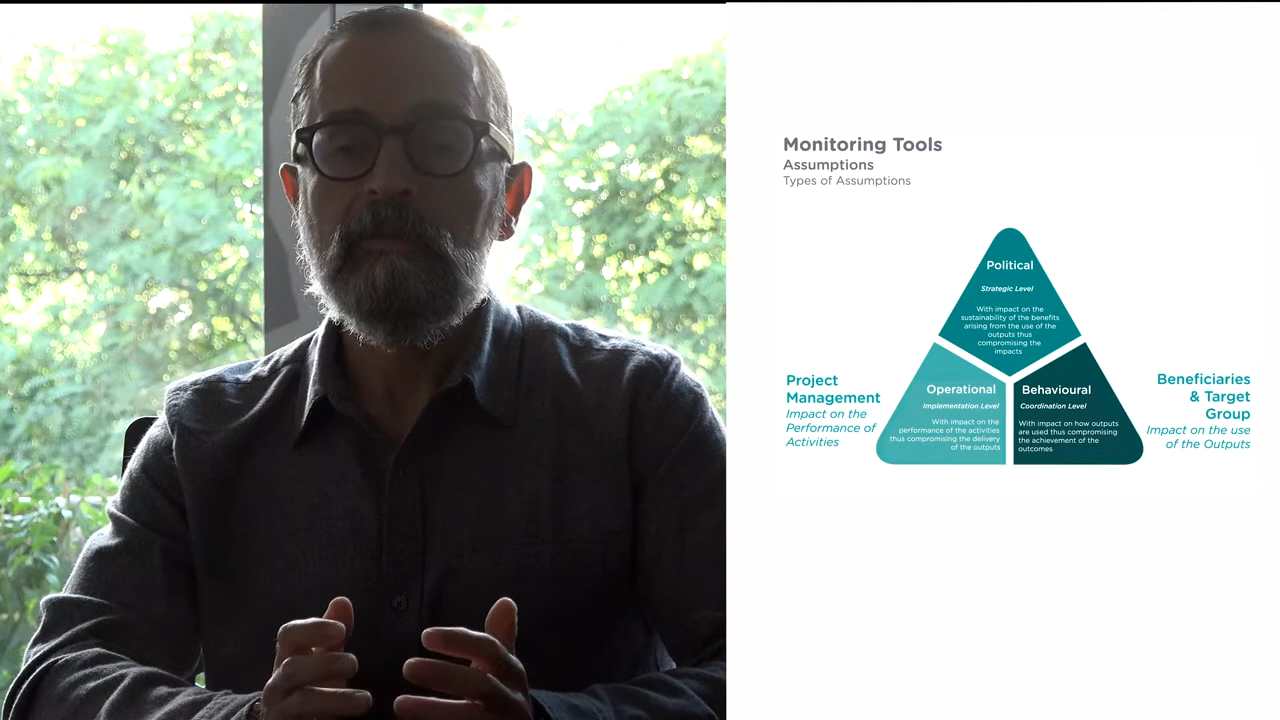 Monitoring Tools
Assumptions
Types of Assumptions
Political
Strategic Level
With impact on the
sustainability of the benefits
arising from the use of the
outputs thus
compromising the
impacts
Project
Management
Impact on the
Performance of
Activities
Operational
Implementation Level
With impact on the
performance of the activities
thus compromising the delivery
of the outputs
Behavioural
Coordination Level
With impact on how outputs
are used thus compromising
the achievement of the
outcomes
Beneficiaries
& Target
Group
Impact on the use
of the Outputs